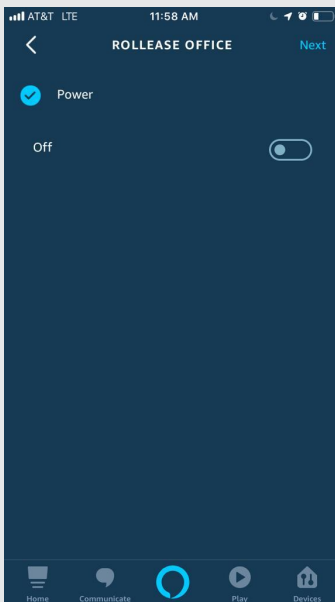 AT&T LTE 11:58 AM
ROLLEASE OFFICE Next
Power
Off
Home Communicate Play Devices